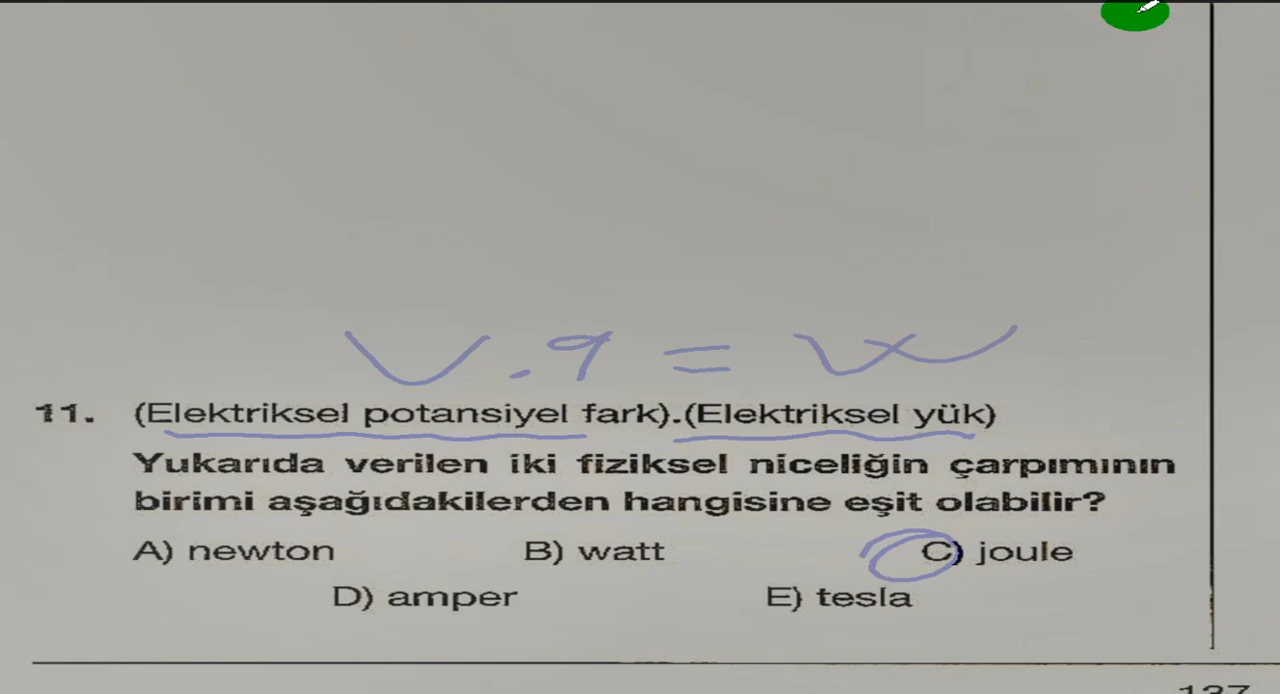 V . q = W
11. (Elektriksel potansiyel fark).(Elektriksel yük)
Yukarıda verilen iki fiziksel niceliğin çarpımının
birimi aşağıdakilerden hangisine eşit olabilir?
A) newton B) watt C) joule
D) amper E) tesla